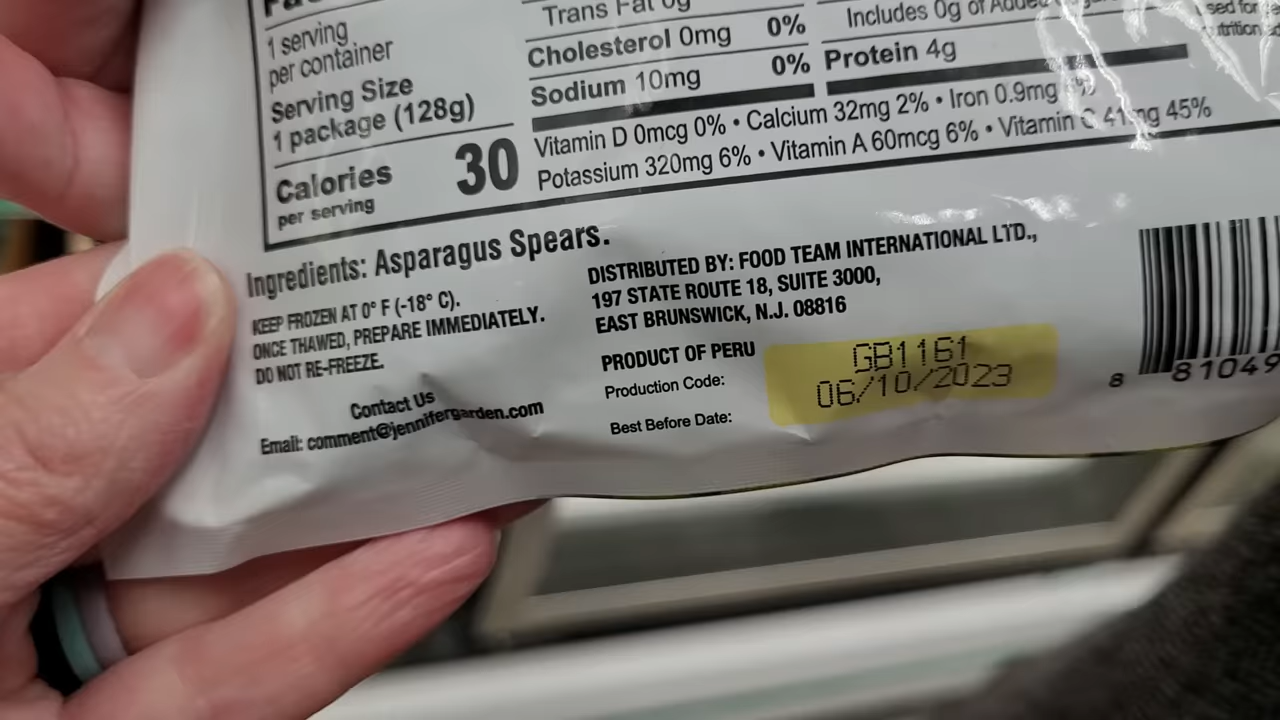 1 serving
per container
Serving Size
1 package (128g)
Calories 30
per serving
Trans Fat 0g
Cholesterol 0mg 0%
Sodium 10mg 0%
Includes 0g of Added
Protein 4g
Vitamin D 0mcg 0% • Calcium 32mg 2% • Iron 0.9mg
Potassium 320mg 6% • Vitamin A 60mcg 6% • Vitamin C 41mg 45%
sed for
Ingredients: Asparagus Spears.
KEEP FROZEN AT 0° F (-18° C).
ONCE THAWED, PREPARE IMMEDIATELY.
DO NOT RE-FREEZE.
Contact Us
Email: comment@jennifergarden.com
DISTRIBUTED BY: FOOD TEAM INTERNATIONAL LTD.,
197 STATE ROUTE 18, SUITE 3000,
EAST BRUNSWICK, N.J. 08816
PRODUCT OF PERU
Production Code: GB1161
Best Before Date: 06/10/2023
8 81049